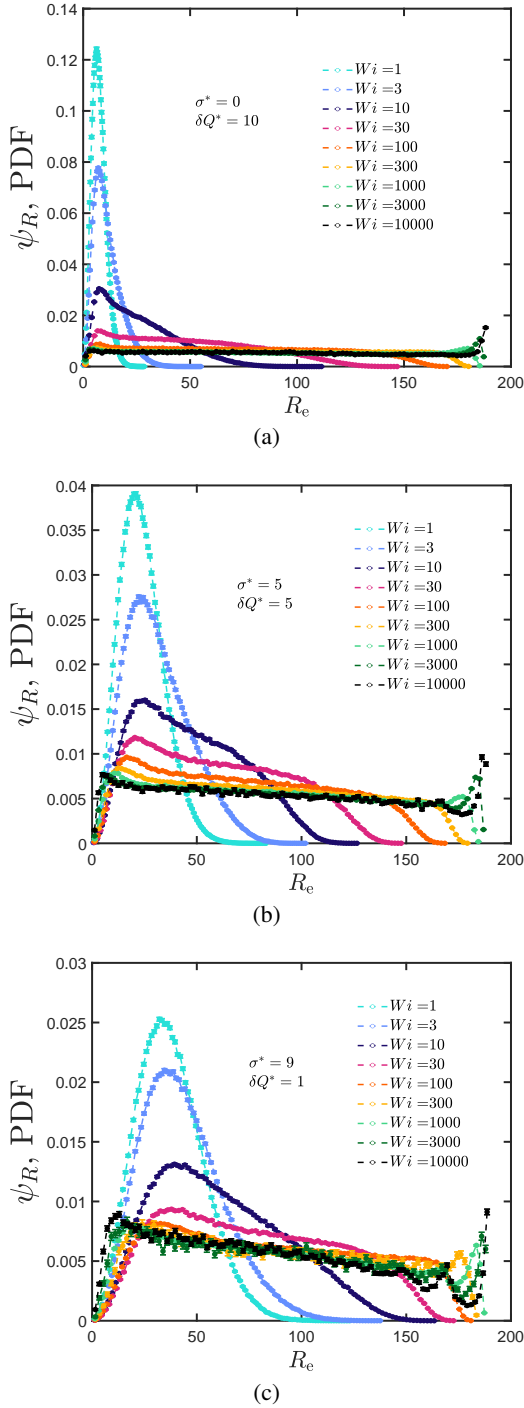 0.14
0.12
0.1
0.08
0.06
0.04
0.02
0
ψ_R, PDF
σ* = 0
δQ* = 10
Wi =1
Wi =3
Wi =10
Wi =30
Wi =100
Wi =300
Wi =1000
Wi =3000
Wi =10000
0 50 100 150 200
R_e
(a)
0.04
0.035
0.03
0.025
0.02
0.015
0.01
0.005
0
ψ_R, PDF
σ* = 5
δQ* = 5
Wi =1
Wi =3
Wi =10
Wi =30
Wi =100
Wi =300
Wi =1000
Wi =3000
Wi =10000
0 50 100 150 200
R_e
(b)
0.03
0.025
0.02
0.015
0.01
0.005
0
ψ_R, PDF
σ* = 9
δQ* = 1
Wi =1
Wi =3
Wi =10
Wi =30
Wi =100
Wi =300
Wi =1000
Wi =3000
Wi =10000
0 50 100 150 200
R_e
(c)